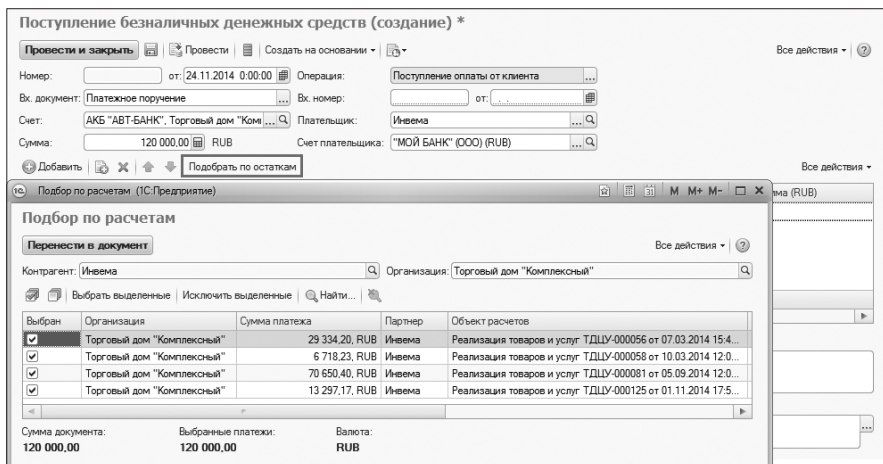 Поступление безналичных денежных средств (создание) *
Провести и закрыть Провести Создать на основании Все действия
Номер: от: 24.11.2014 0:00:00 Операция: Поступление оплаты от клиента ...
Вх. документ: Платежное поручение ... Вх. номер: от: . .
Счет: АКБ "АВТ-БАНК", Торговый дом "Ком ... Плательщик: Инвема ...
Сумма: 120 000,00 RUB Счет плательщика: "МОЙ БАНК" (ООО) (RUB) ...
Добавить Подобрать по остаткам Все действия
Подбор по расчетам (1С:Предприятие) 31 M M+ M-
ма (RUB)
Подбор по расчетам
Перенести в документ Все действия
Контрагент: Инвема Организация: Торговый дом "Комплексный"
Выбрать выделенные Исключить выделенные Найти...
Выбран Организация Сумма платежа Партнер Объект расчетов
Торговый дом "Комплексный" 29 334,20, RUB Инвема Реализация товаров и услуг ТДЦУ-000056 от 07.03.2014 15:4...
Торговый дом "Комплексный" 6 718,23, RUB Инвема Реализация товаров и услуг ТДЦУ-000058 от 10.03.2014 12:0...
Торговый дом "Комплексный" 70 650,40, RUB Инвема Реализация товаров и услуг ТДЦУ-000081 от 05.09.2014 12:0...
Торговый дом "Комплексный" 13 297,17, RUB Инвема Реализация товаров и услуг ТДЦУ-000125 от 01.11.2014 17:5...
Сумма документа: Выбранные платежи: Валюта:
120 000,00 120 000,00 RUB
...